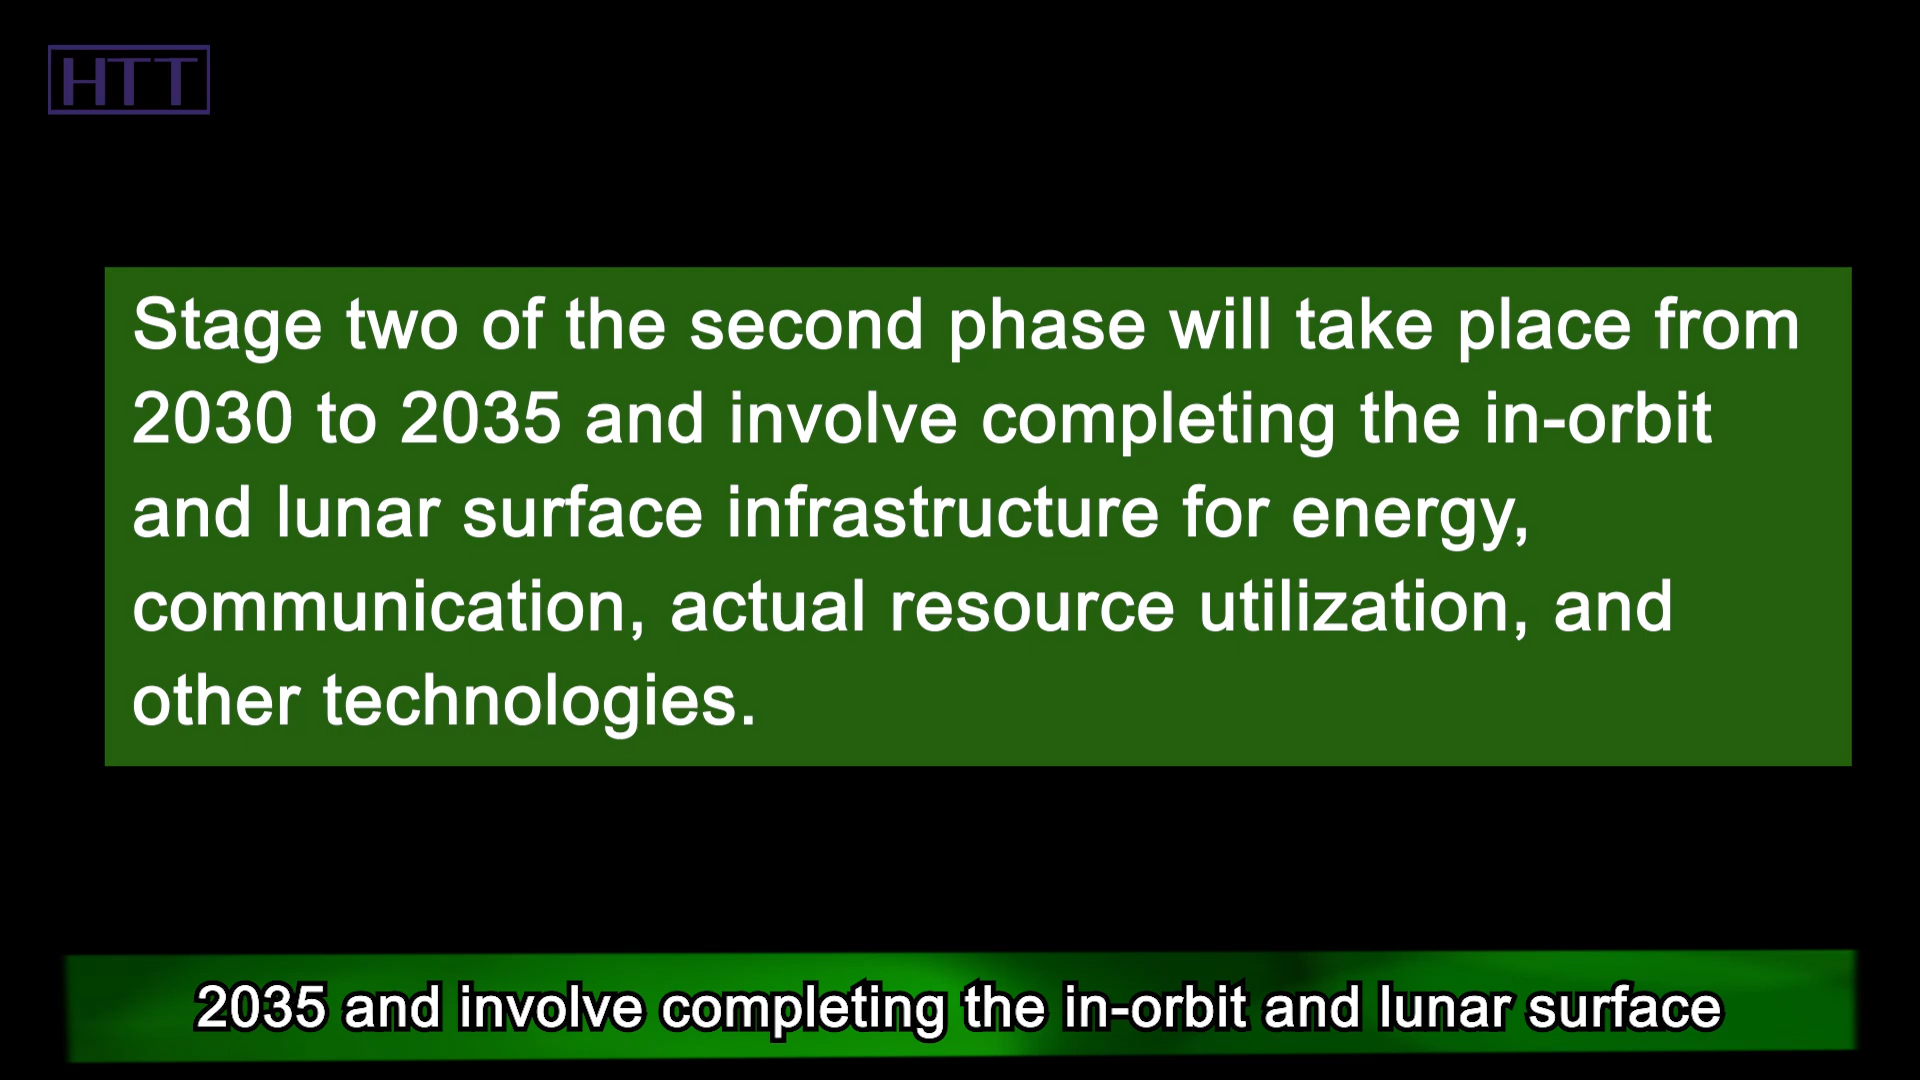 HTT
Stage two of the second phase will take place from
2030 to 2035 and involve completing the in-orbit
and lunar surface infrastructure for energy,
communication, actual resource utilization, and
other technologies.
2035 and involve completing the in-orbit and lunar surface